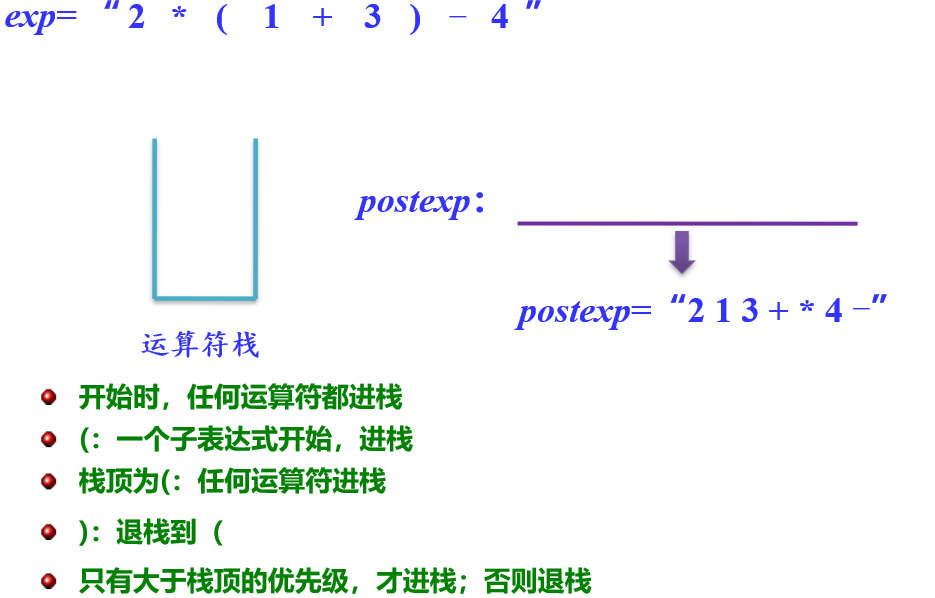 exp= “ 2 * ( 1 + 3 ) − 4 ”
postexp：
postexp= “2 1 3 + * 4 −”
运算符栈
开始时，任何运算符都进栈
(：一个子表达式开始，进栈
栈顶为(：任何运算符进栈
)：退栈到（
只有大于栈顶的优先级，才进栈；否则退栈